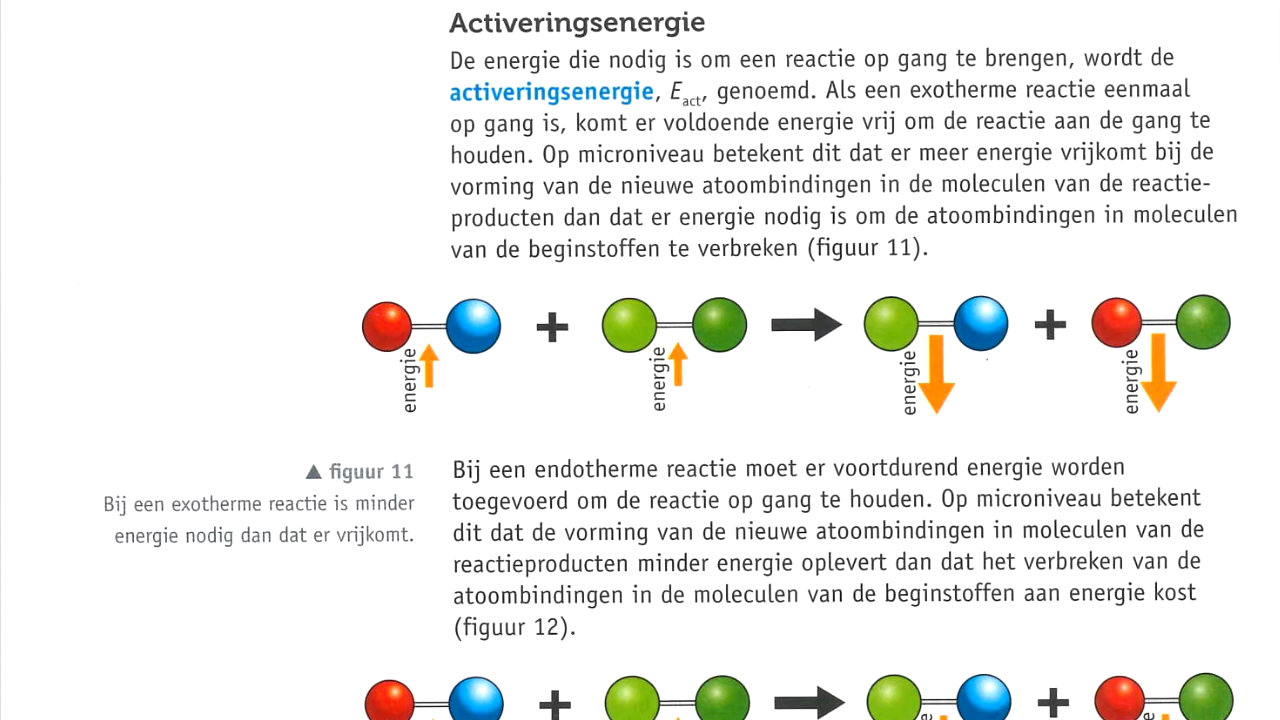 Activeringsenergie
De energie die nodig is om een reactie op gang te brengen, wordt de
activeringsenergie, Eact, genoemd. Als een exotherme reactie eenmaal
op gang is, komt er voldoende energie vrij om de reactie aan de gang te
houden. Op microniveau betekent dit dat er meer energie vrijkomt bij de
vorming van de nieuwe atoombindingen in de moleculen van de reactie-
producten dan dat er energie nodig is om de atoombindingen in moleculen
van de beginstoffen te verbreken (figuur 11).
+
+
energie
energie
energie
energie
▲ figuur 11
Bij een exotherme reactie is minder
energie nodig dan dat er vrijkomt.
Bij een endotherme reactie moet er voortdurend energie worden
toegevoerd om de reactie op gang te houden. Op microniveau betekent
dit dat de vorming van de nieuwe atoombindingen in moleculen van de
reactieproducten minder energie oplevert dan dat het verbreken van de
atoombindingen in de moleculen van de beginstoffen aan energie kost
(figuur 12).
+
+